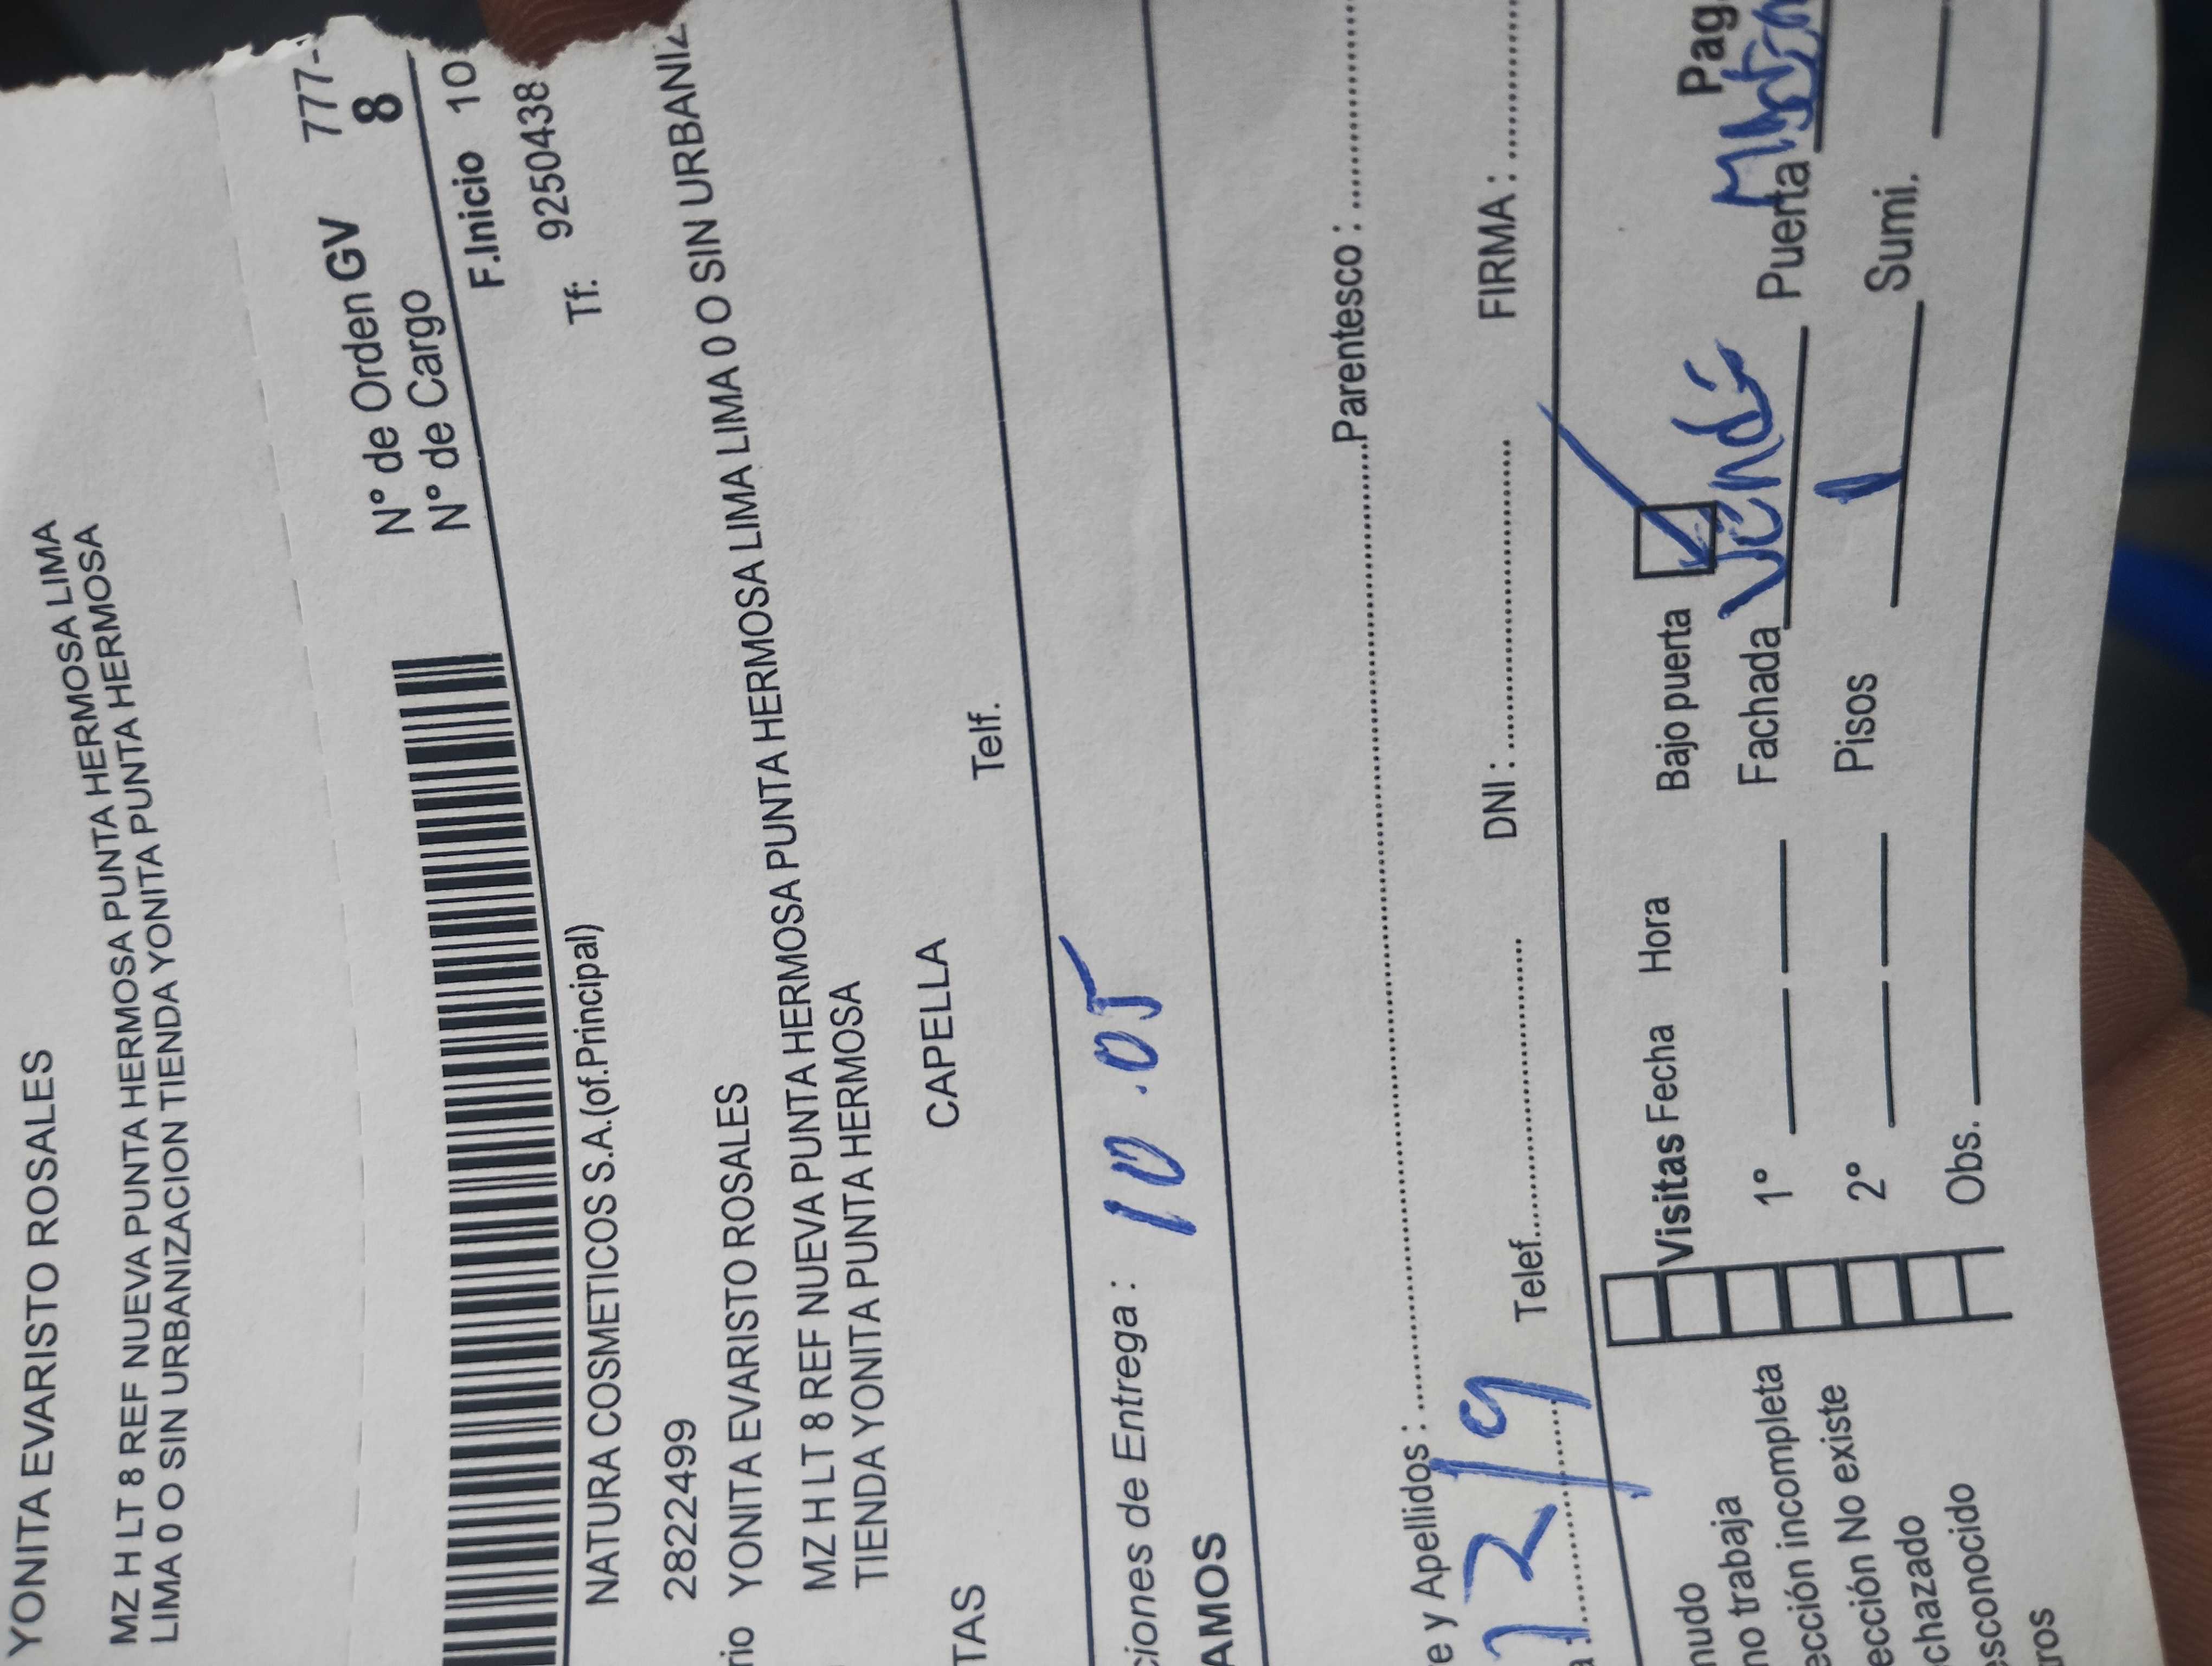 YONITA EVARISTO ROSALES
MZ H LT 8 REF NUEVA PUNTA HERMOSA PUNTA HERMOSA LIMA
LIMA 0 O SIN URBANIZACION TIENDA YONITA PUNTA HERMOSA
N° de Orden GV 777-
N° de Cargo 8
F.Inicio 10
NATURA COSMETICOS S.A.(of.Principal) Tf: 9250438
2822499
rio YONITA EVARISTO ROSALES
MZ H LT 8 REF NUEVA PUNTA HERMOSA PUNTA HERMOSA LIMA LIMA 0 O SIN URBANIZ
TIENDA YONITA PUNTA HERMOSA
TAS CAPELLA Telf.
ciones de Entrega : 10.05
AMOS
e y Apellidos : Parentesco :
a : 12/9 Telef. DNI : FIRMA :
nudo Visitas Fecha Hora Bajo puerta Pag.
no trabaja 1° Fachada Puerta
ección incompleta 2° Pisos 1 Sumi.
ección No existe Obs.
chazado
sconocido
ros